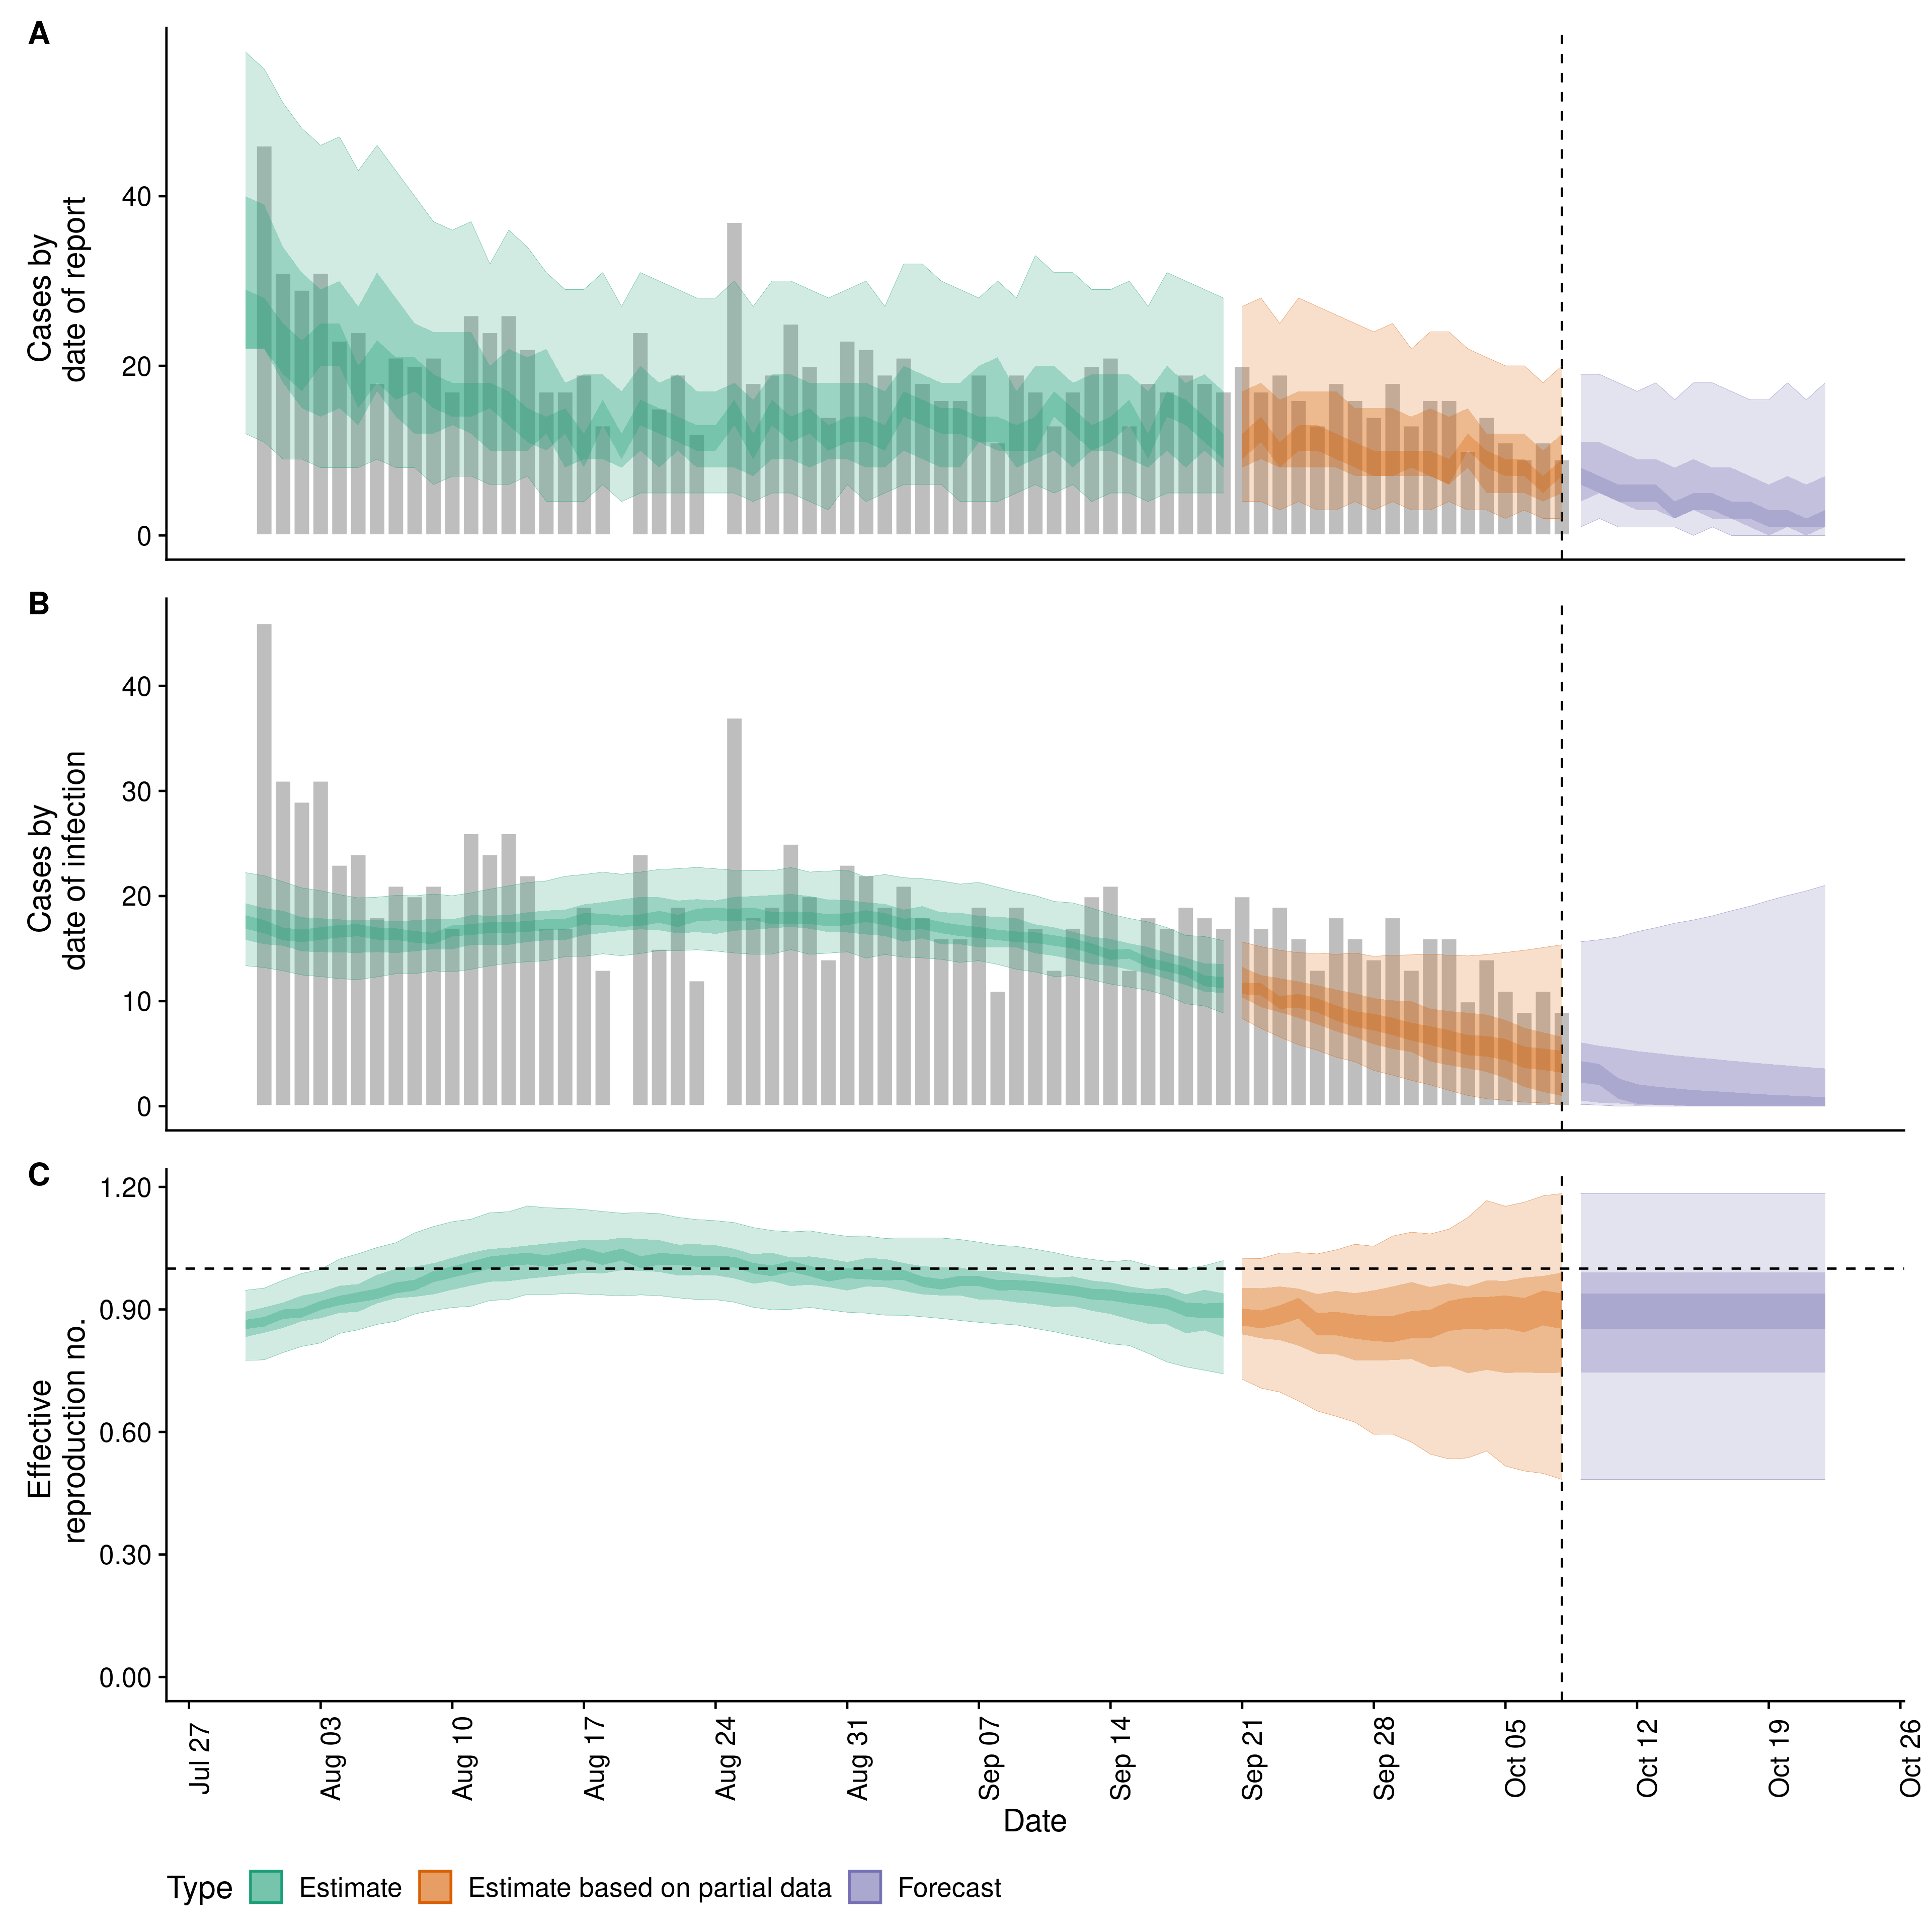 A
Cases by
date of report
40
20
0
B
Cases by
date of infection
40
30
20
10
0
C
Effective
reproduction no.
1.20
0.90
0.60
0.30
0.00
Jul 27
Aug 03
Aug 10
Aug 17
Aug 24
Aug 31
Sep 07
Sep 14
Sep 21
Sep 28
Oct 05
Oct 12
Oct 19
Oct 26
Date
Type Estimate Estimate based on partial data Forecast